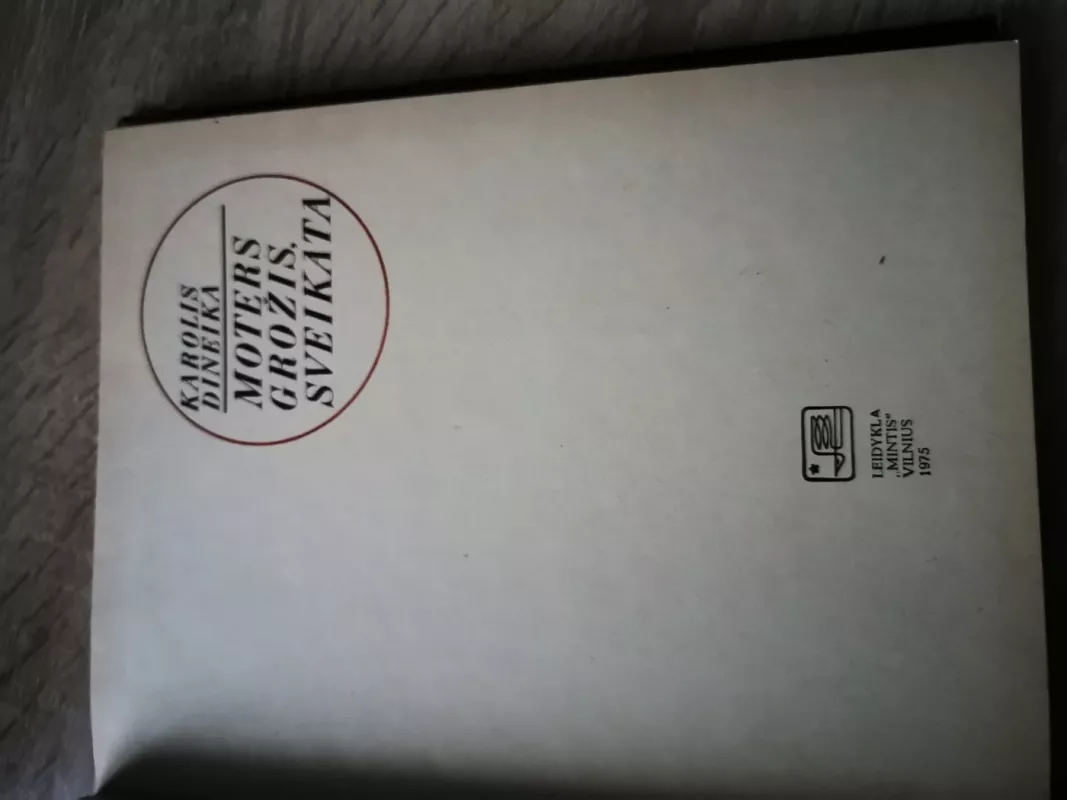 KAROLIS
DINEIKA
MOTERS
GROŽIS,
SVEIKATA
LEIDYKLA
„MINTIS“
VILNIUS
1975